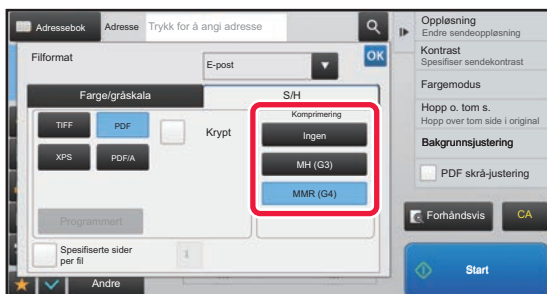 Adressebok
Adresse
Trykk for å angi adresse
Filformat
E-post
OK
Farge/gråskala
S/H
TIFF
PDF
Krypt
XPS
PDF/A
Programmert
Komprimering
Ingen
MH (G3)
MMR (G4)
Spesifiserte sider
per fil
1
Andre
Oppløsning
Endre sendeoppløsning
Kontrast
Spesifiser sendekontrast
Fargemodus
Hopp o. tom s.
Hopp over tom side i original
Bakgrunnsjustering
PDF skrå-justering
Forhåndsvis
CA
Start